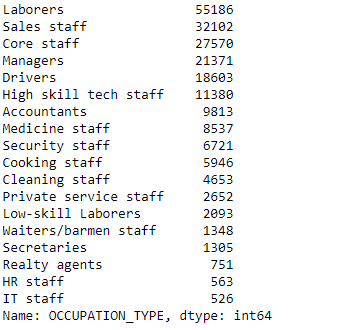 Laborers 55186
Sales staff 32102
Core staff 27570
Managers 21371
Drivers 18603
High skill tech staff 11380
Accountants 9813
Medicine staff 8537
Security staff 6721
Cooking staff 5946
Cleaning staff 4653
Private service staff 2652
Low-skill Laborers 2093
Waiters/barmen staff 1348
Secretaries 1305
Realty agents 751
HR staff 563
IT staff 526
Name: OCCUPATION_TYPE, dtype: int64